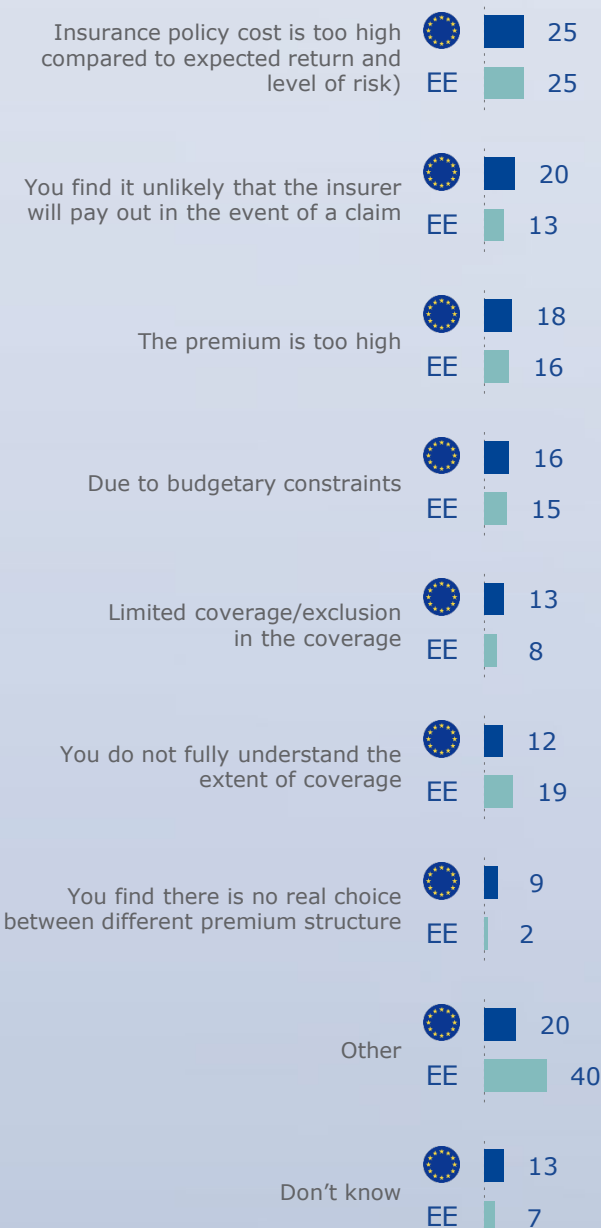 Insurance policy cost is too high
compared to expected return and
level of risk)
25
EE 25
You find it unlikely that the insurer
will pay out in the event of a claim
20
EE 13
The premium is too high
18
EE 16
Due to budgetary constraints
16
EE 15
Limited coverage/exclusion
in the coverage
13
EE 8
You do not fully understand the
extent of coverage
12
EE 19
You find there is no real choice
between different premium structure
9
EE 2
Other
20
EE 40
Don’t know
13
EE 7